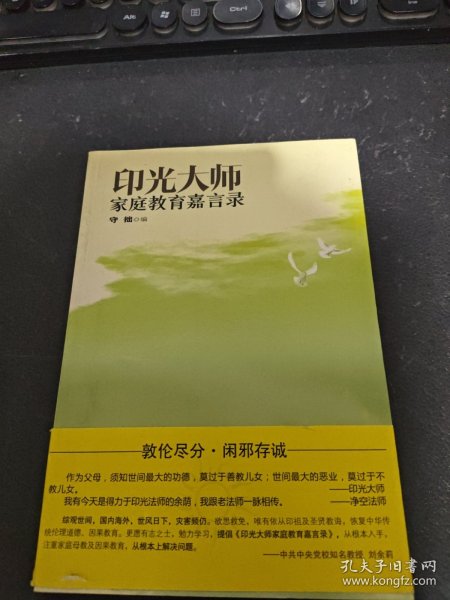 Alt
Ctrl
印光大师
家庭教育嘉言录
守拙◎编
敦伦尽分·闲邪存诚
作为父母，须知世间最大的功德，莫过于善教儿女；世间最大的恶业，莫过于不
教儿女。
——印光大师
我有今天是得力于印光法师的余荫，我跟老法师一脉相传。
——净空法师
综观世间，国内海外，世风日下，灾害频仍。欲思救免，唯有依从印祖及圣贤教诲，恢复中华传
统伦理道德、因果教育。更愿有志之士，勉力学习，提倡《印光大师家庭教育嘉言录》，从根本入手，
注重家庭母教及因果教育，从根本上解决问题。
——中共中央党校知名教授 刘余莉
孔夫子旧书网
www.kongfz.com